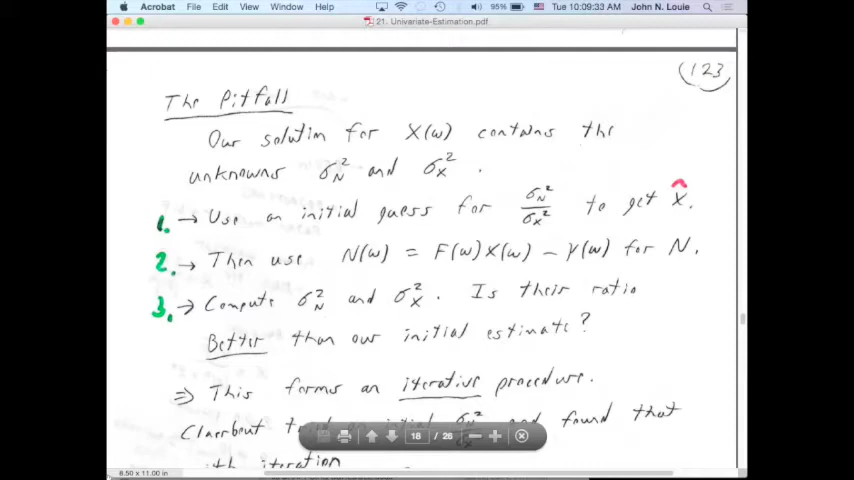 Acrobat File Edit View Window Help 95% Tue 10:09:33 AM John N. Louie
21. Univariate-Estimation.pdf
123
The Pitfall
Our solution for X(ω) contains the
unknowns σN² and σX².
1. → Use an initial guess for σN²/σX² to get X̂.
2. → Then use N(ω) = F(ω)X(ω) − Y(ω) for N.
3. → Compute σN² and σX². Is their ratio
Better than our initial estimate?
⇒ This forms an iterative procedure.
Claerbout and found that
18 / 26
with iteration
8.50 x 11.00 in